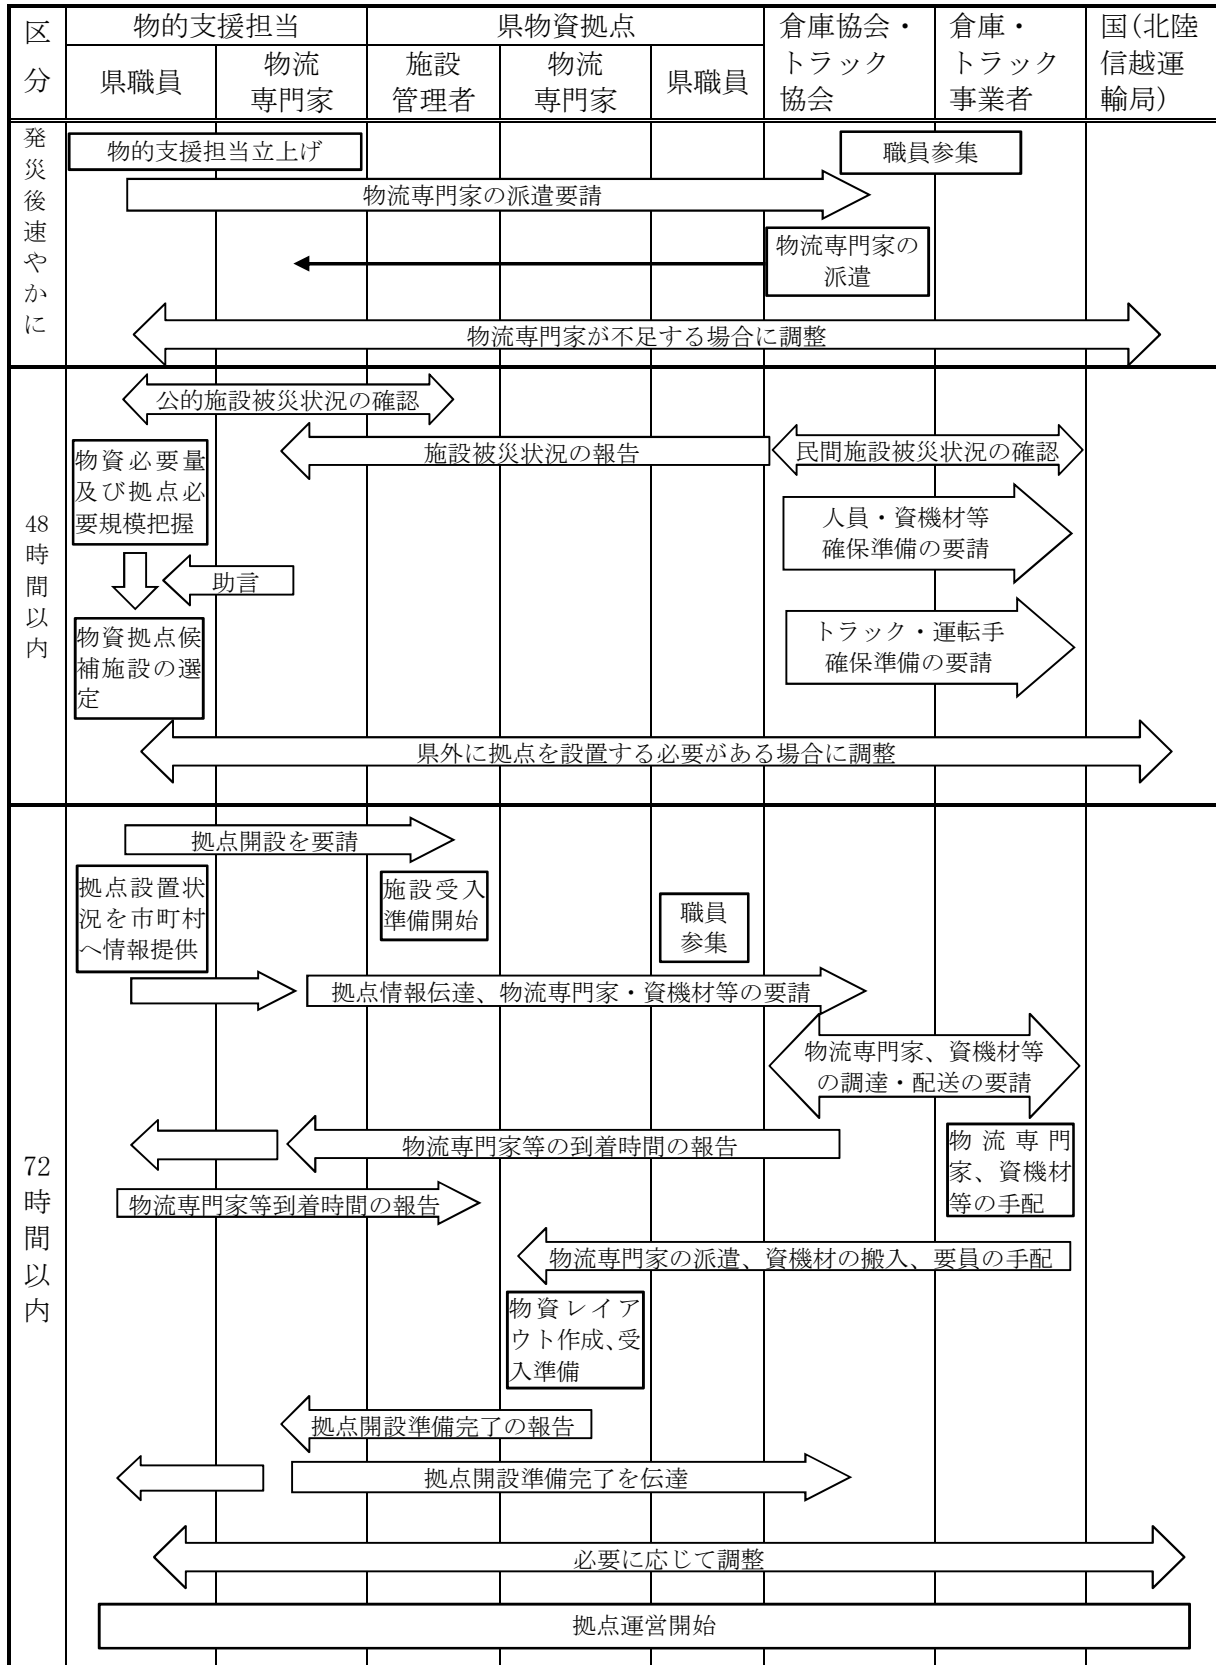 区
分
物的支援担当
県物資拠点
倉庫協会・
トラック
協会
倉庫・
トラック
事業者
国(北陸
信越運
輸局)
県職員
物流
専門家
施設
管理者
物流
専門家
県職員
発災後速やかに
物的支援担当立上げ
職員参集
物流専門家の派遣要請
物流専門家の
派遣
物流専門家が不足する場合に調整
48
時間以内
公的施設被災状況の確認
施設被災状況の報告
民間施設被災状況の確認
物資必要量
及び拠点必
要規模把握
人員・資機材等
確保準備の要請
助言
物資拠点候
補施設の選
定
トラック・運転手
確保準備の要請
県外に拠点を設置する必要がある場合に調整
72
時間以内
拠点開設を要請
拠点設置状
況を市町村
へ情報提供
施設受入
準備開始
職員
参集
拠点情報伝達、物流専門家・資機材等の要請
物流専門家、資機材等
の調達・配送の要請
物流専門家等の到着時間の報告
物流専門
家、資機材
等の手配
物流専門家等到着時間の報告
物流専門家の派遣、資機材の搬入、要員の手配
物資レイア
ウト作成、受
入準備
拠点開設準備完了の報告
拠点開設準備完了を伝達
必要に応じて調整
拠点運営開始